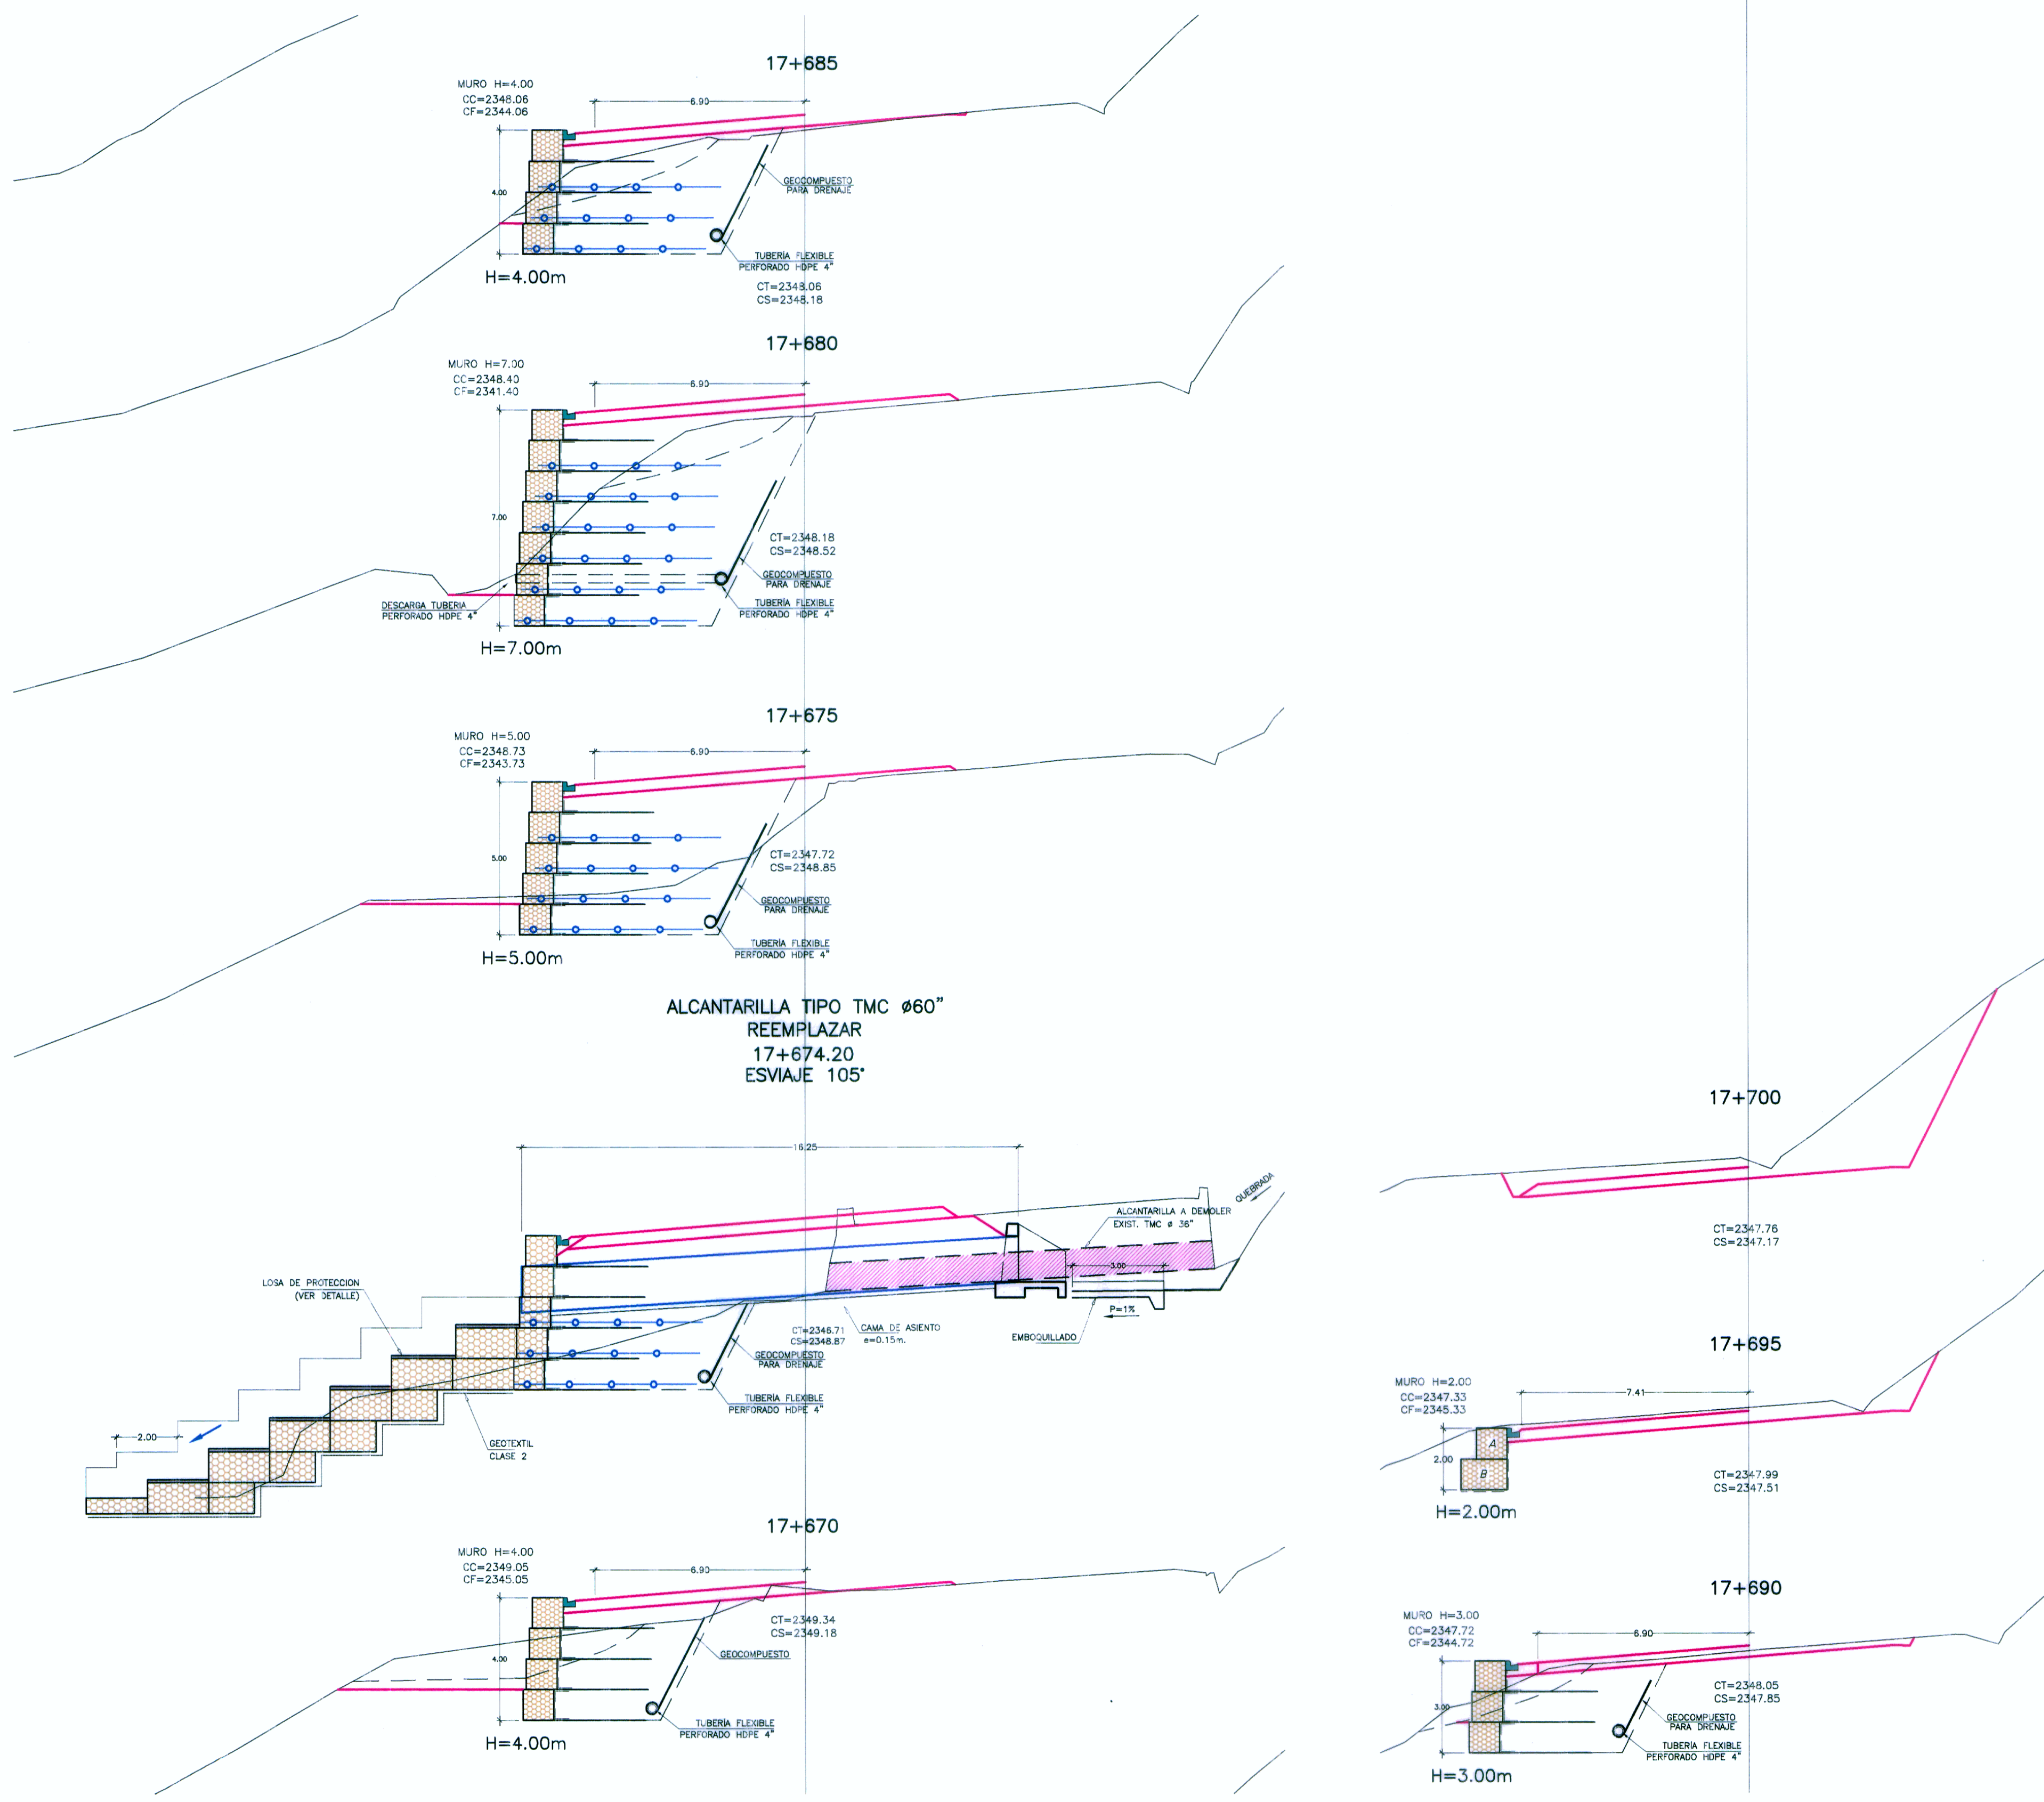 17+685
MURO H=4.00
CC=2348.06
CF=2344.06
6.90
4.00
GEOCOMPUESTO
PARA DRENAJE
TUBERÍA FLEXIBLE
PERFORADO HDPE 4"
H=4.00m
CT=2348.06
CS=2348.18
17+680
MURO H=7.00
CC=2348.40
CF=2341.40
6.90
7.00
CT=2348.18
CS=2348.52
GEOCOMPUESTO
PARA DRENAJE
TUBERÍA FLEXIBLE
PERFORADO HDPE 4"
DESCARGA TUBERIA
PERFORADO HDPE 4"
H=7.00m
17+675
MURO H=5.00
CC=2348.73
CF=2343.73
6.90
5.00
CT=2347.72
CS=2348.85
GEOCOMPUESTO
PARA DRENAJE
TUBERÍA FLEXIBLE
PERFORADO HDPE 4"
H=5.00m
ALCANTARILLA TIPO TMC ø60"
REEMPLAZAR
17+674.20
ESVIAJE 105°
16.25
QUEBRADA
ALCANTARILLA A DEMOLER
EXIST. TMC ø 36"
3.00
P=1%
EMBOQUILLADO
LOSA DE PROTECCION
(VER DETALLE)
CT=2346.71
CS=2348.87
CAMA DE ASIENTO
e=0.15m.
GEOCOMPUESTO
PARA DRENAJE
TUBERÍA FLEXIBLE
PERFORADO HDPE 4"
2.00
GEOTEXTIL
CLASE 2
17+670
MURO H=4.00
CC=2349.05
CF=2345.05
6.90
4.00
CT=2349.34
CS=2349.18
GEOCOMPUESTO
TUBERÍA FLEXIBLE
PERFORADO HDPE 4"
H=4.00m
17+700
CT=2347.76
CS=2347.17
17+695
MURO H=2.00
CC=2347.33
CF=2345.33
7.41
A
2.00
B
CT=2347.99
CS=2347.51
H=2.00m
17+690
MURO H=3.00
CC=2347.72
CF=2344.72
6.90
3.00
CT=2348.05
CS=2347.85
GEOCOMPUESTO
PARA DRENAJE
TUBERÍA FLEXIBLE
PERFORADO HDPE 4"
H=3.00m